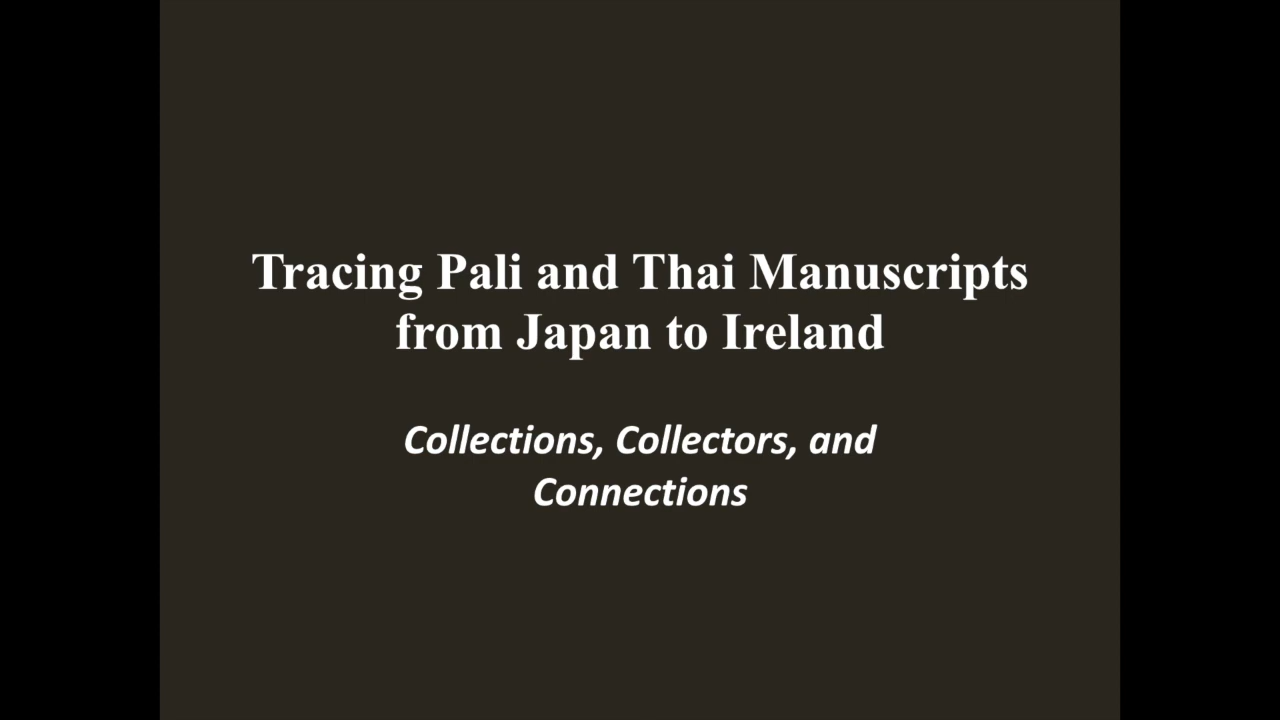 Tracing Pali and Thai Manuscripts
from Japan to Ireland
Collections, Collectors, and
Connections